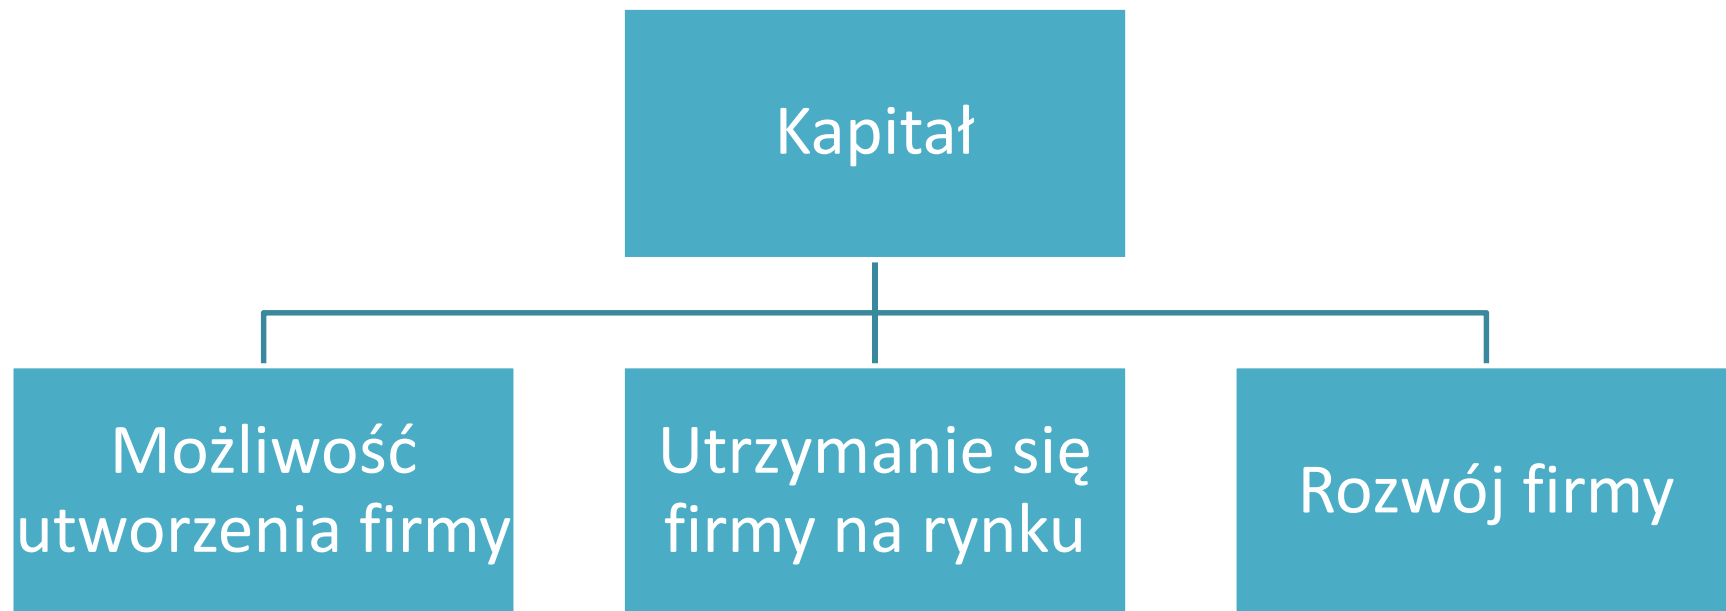 Kapitał
Możliwość
utworzenia firmy
Utrzymanie się
firmy na rynku
Rozwój firmy